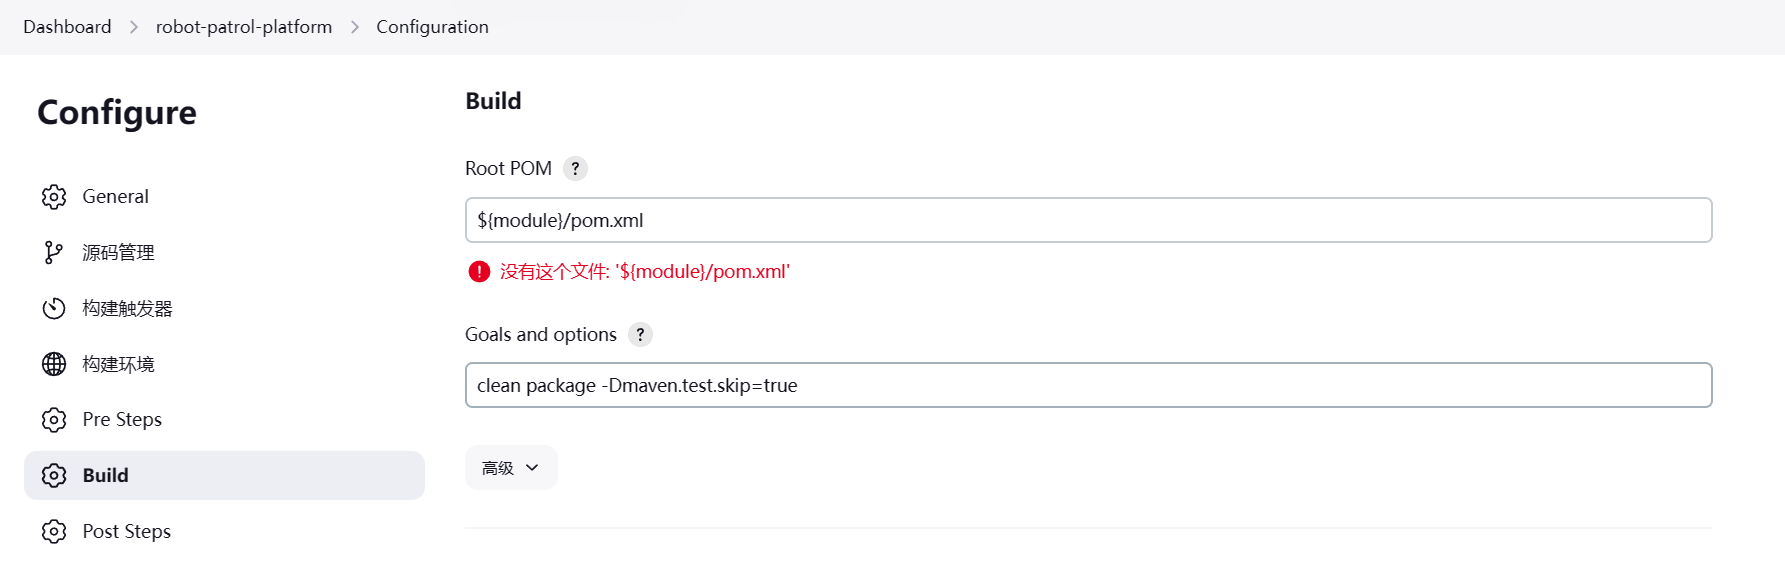 Dashboard > robot-patrol-platform > Configuration
Configure
General
源码管理
构建触发器
构建环境
Pre Steps
Build
Post Steps
Build
Root POM ?
${module}/pom.xml
没有这个文件: '${module}/pom.xml'
Goals and options ?
clean package -Dmaven.test.skip=true
高级